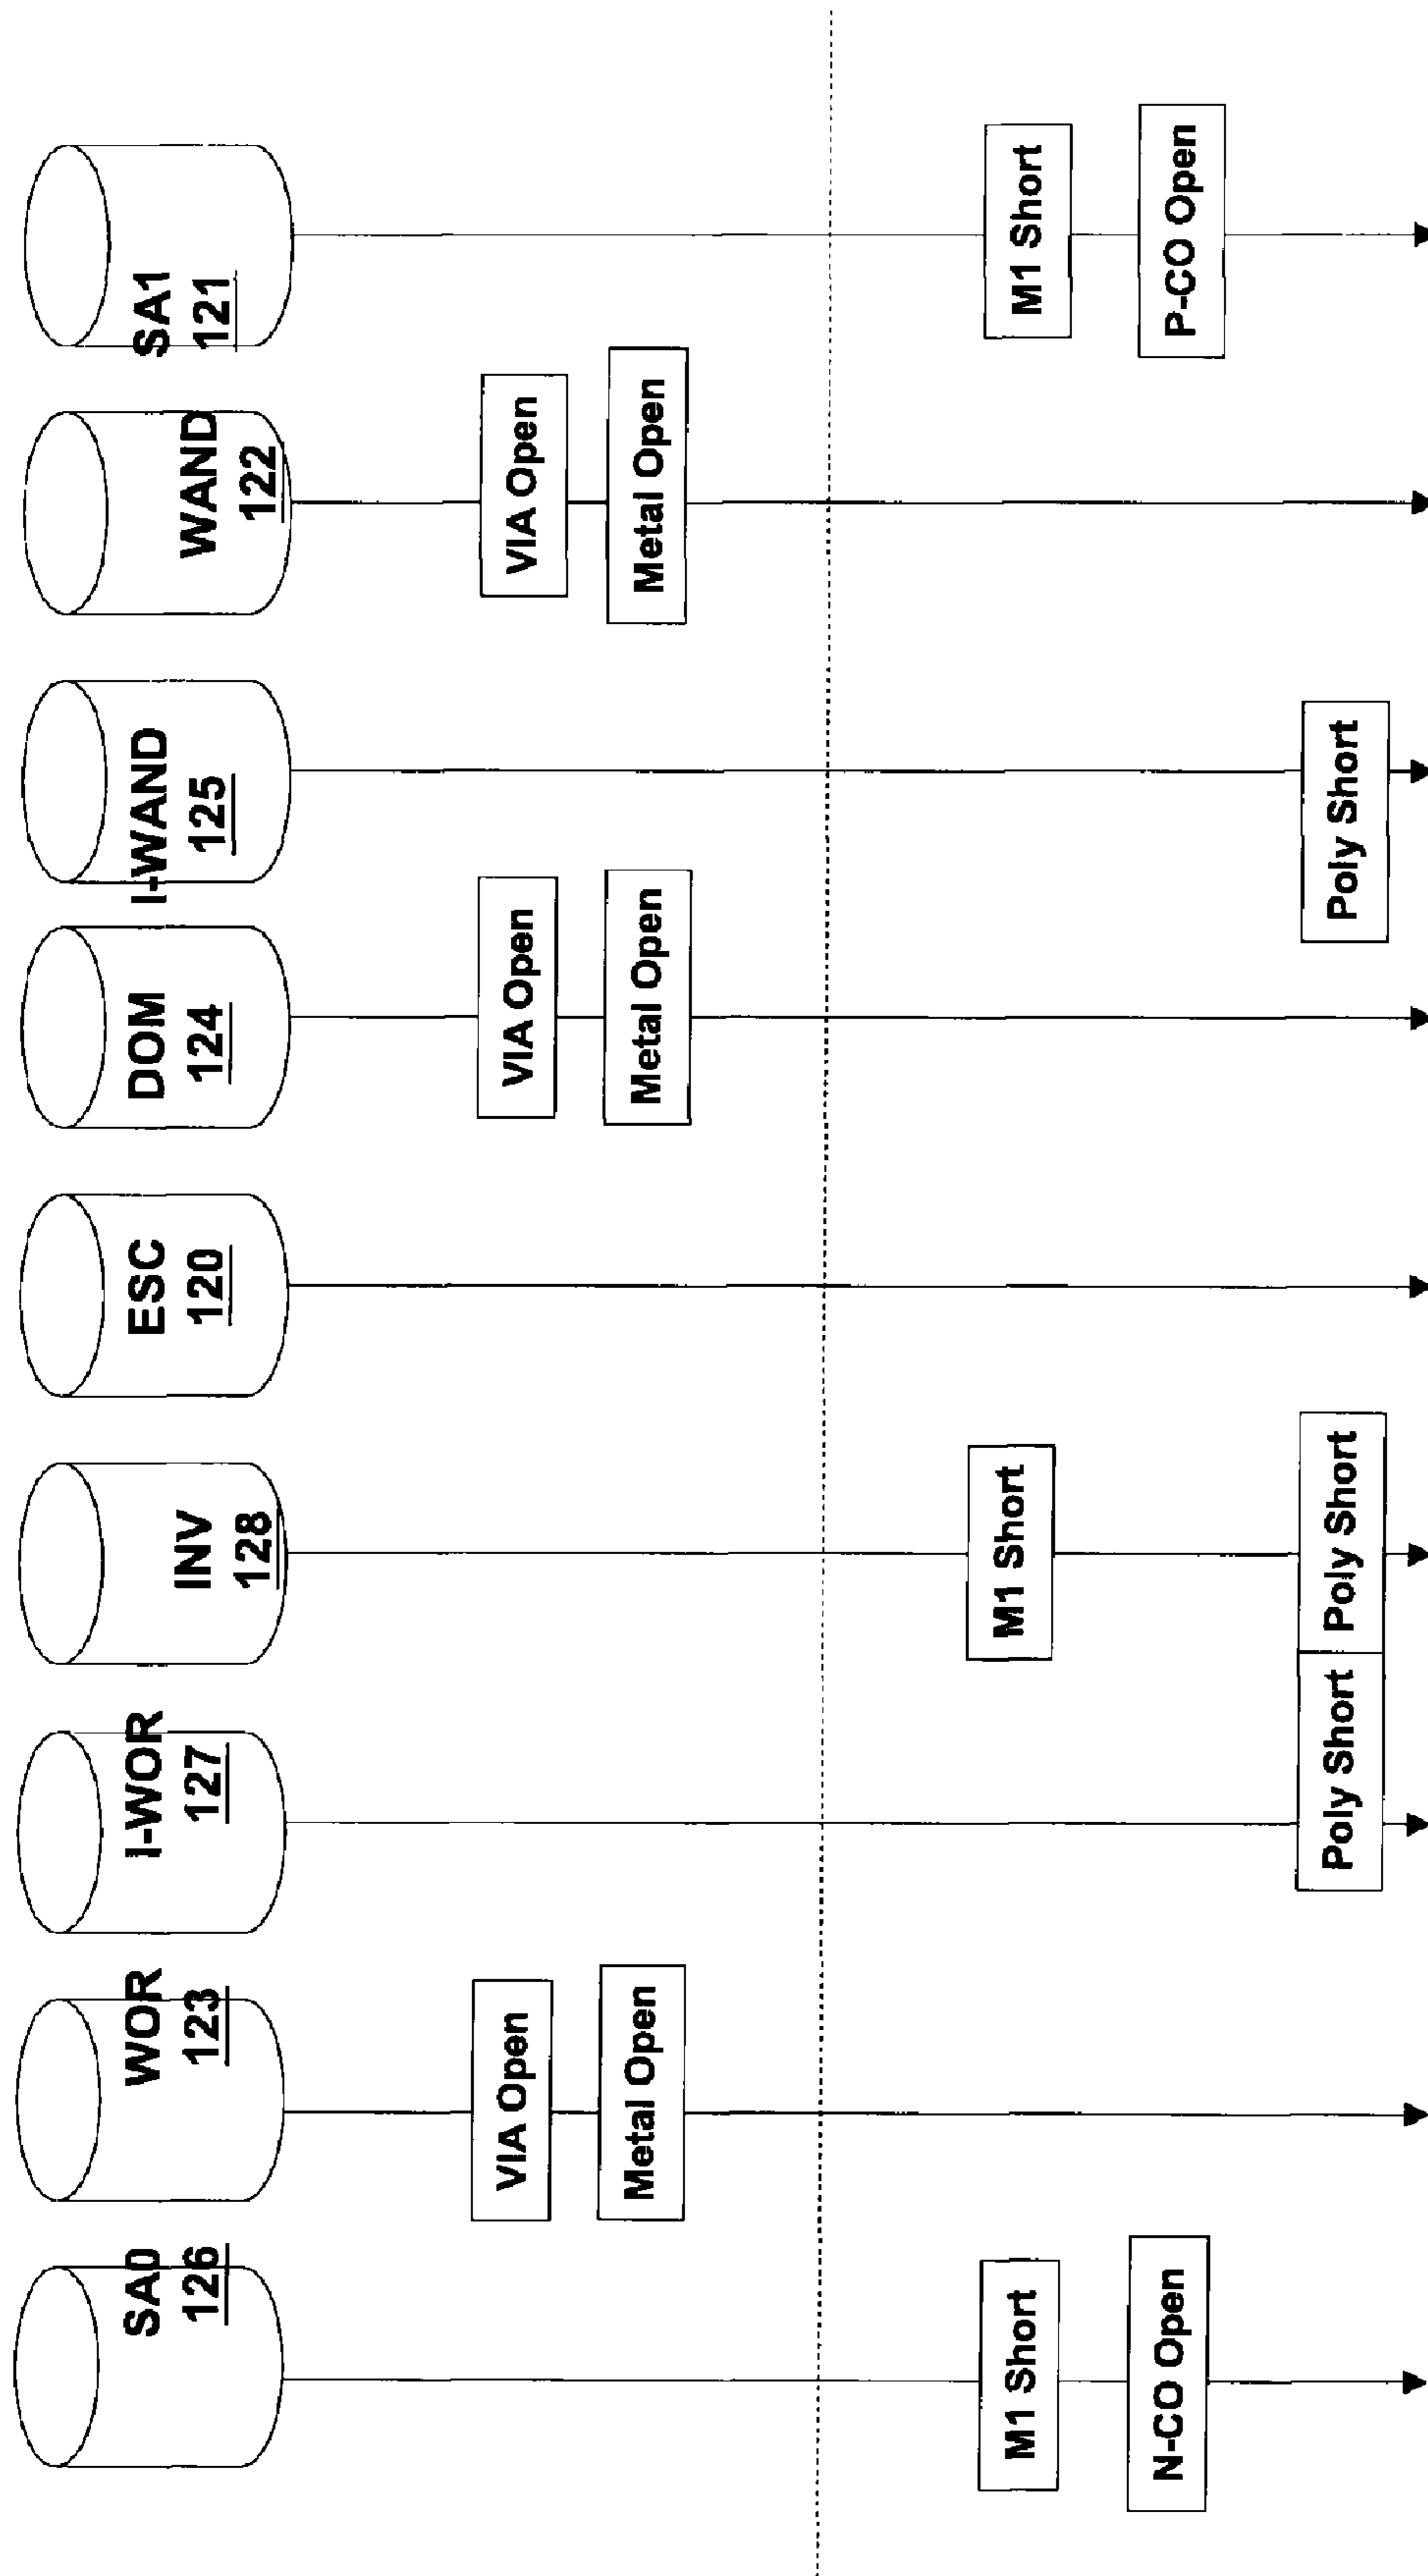 SA0
126
WOR
123
I-WOR
127
INV
128
ESC
120
DOM
124
I-WAND
125
WAND
122
SA1
121
VIA Open
VIA Open
VIA Open
Metal Open
Metal Open
Metal Open
M1 Short
M1 Short
M1 Short
N-CO Open
P-CO Open
Poly Short
Poly Short
Poly Short